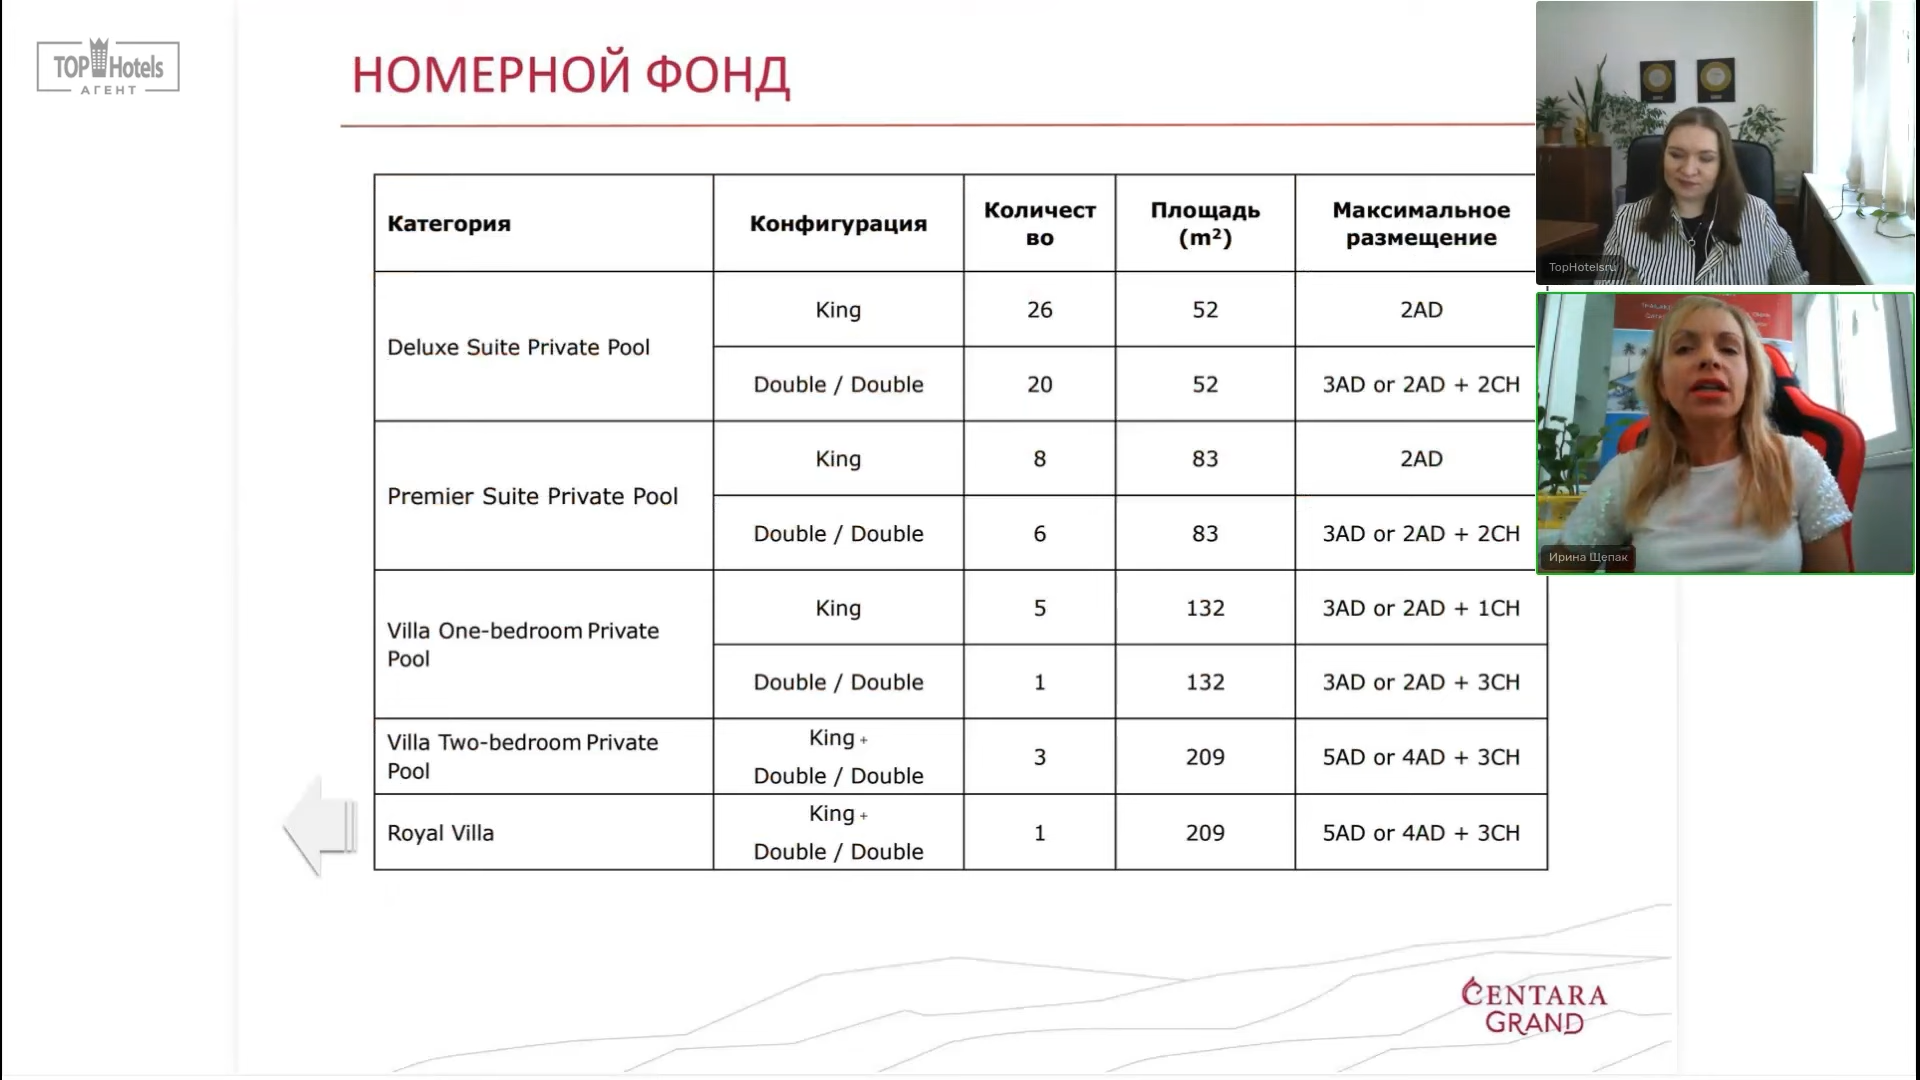 TOP Hotels
АГЕНТ
НОМЕРНОЙ ФОНД
Категория
Конфигурация
Количест
во
Площадь
(m²)
Максимальное
размещение
Deluxe Suite Private Pool
King
26
52
2AD
Double / Double
20
52
3AD or 2AD + 2CH
Premier Suite Private Pool
King
8
83
2AD
Double / Double
6
83
3AD or 2AD + 2CH
Villa One-bedroom Private
Pool
King
5
132
3AD or 2AD + 1CH
Double / Double
1
132
3AD or 2AD + 3CH
Villa Two-bedroom Private
Pool
King +
Double / Double
3
209
5AD or 4AD + 3CH
Royal Villa
King +
Double / Double
1
209
5AD or 4AD + 3CH
TopHotelsru
Ирина Щепак
CENTARA
GRAND